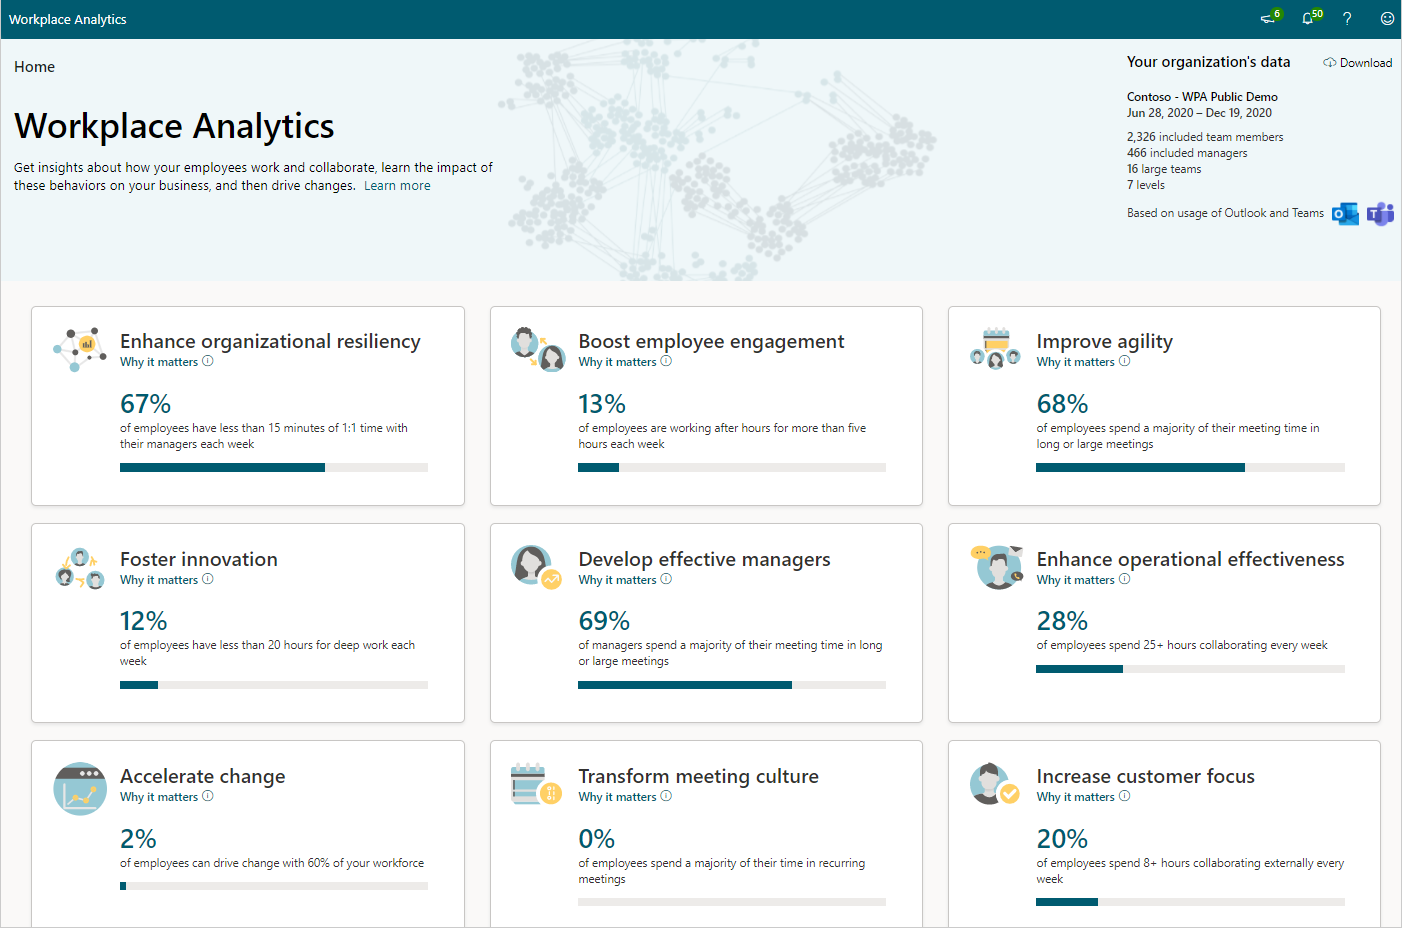 Workplace Analytics
6
50
?
Home
Workplace Analytics
Get insights about how your employees work and collaborate, learn the impact of
these behaviors on your business, and then drive changes. Learn more
Your organization's data
Download
Contoso - WPA Public Demo
Jun 28, 2020 – Dec 19, 2020
2,326 included team members
466 included managers
16 large teams
7 levels
Based on usage of Outlook and Teams
Enhance organizational resiliency
Why it matters
67%
of employees have less than 15 minutes of 1:1 time with
their managers each week
Boost employee engagement
Why it matters
13%
of employees are working after hours for more than five
hours each week
Improve agility
Why it matters
68%
of employees spend a majority of their meeting time in
long or large meetings
Foster innovation
Why it matters
12%
of employees have less than 20 hours for deep work each
week
Develop effective managers
Why it matters
69%
of managers spend a majority of their meeting time in long
or large meetings
Enhance operational effectiveness
Why it matters
28%
of employees spend 25+ hours collaborating every week
Accelerate change
Why it matters
2%
of employees can drive change with 60% of your workforce
Transform meeting culture
Why it matters
0%
of employees spend a majority of their time in recurring
meetings
Increase customer focus
Why it matters
20%
of employees spend 8+ hours collaborating externally every
week